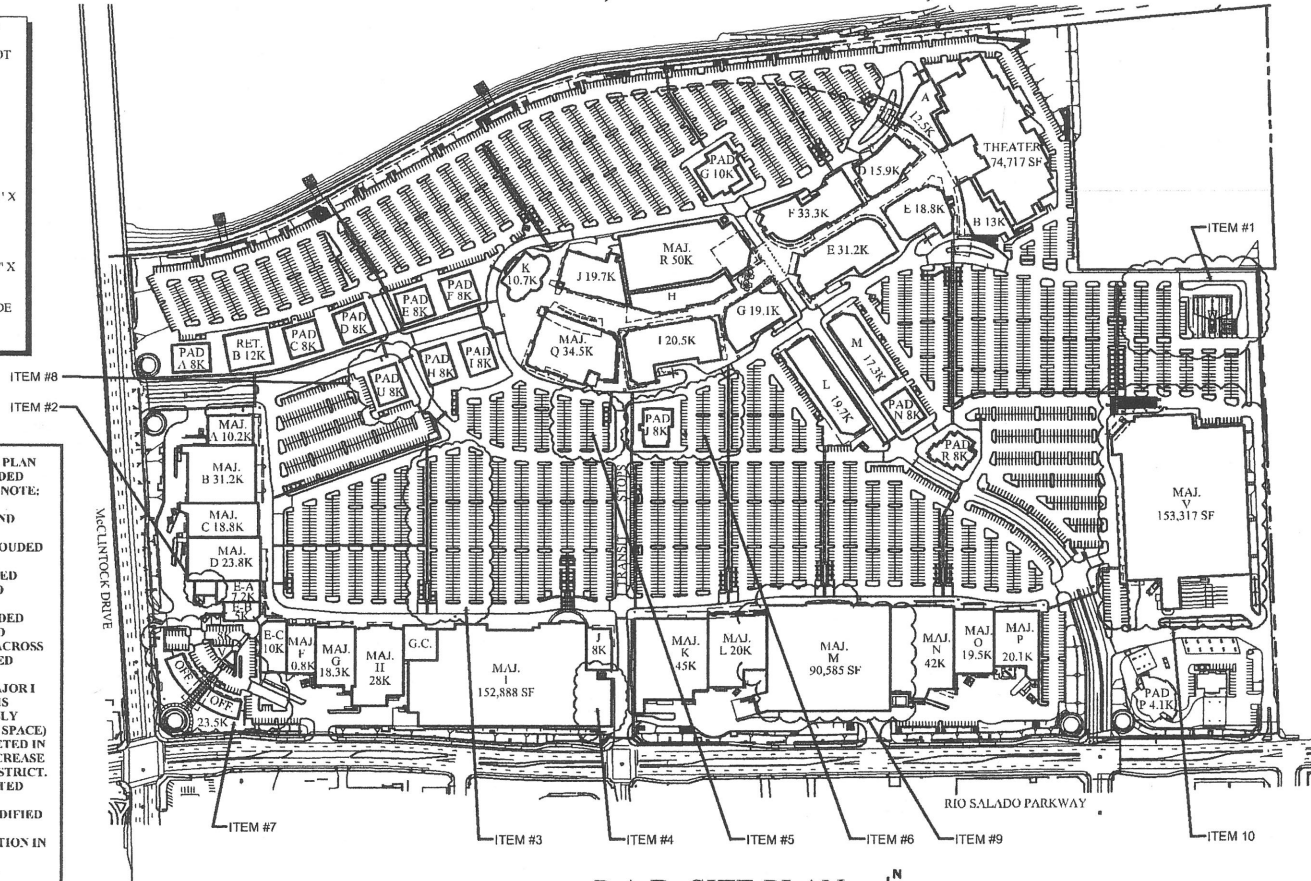 OT
' X
' X
DE
ITEM #8
ITEM #2
PLAN
DED
NOTE:
ND
OUDED
ED
D
DED
D
ACROSS
ED
AJOR I
IS
LY
SPACE)
ETED IN
CREASE
STRICT.
TED
DIFIED
TION IN
McCLINTOCK DRIVE
PAD
A 8K
RET.
B 12K
PAD
C 8K
PAD
D 8K
PAD
E 8K
PAD
F 8K
PAD
G 10K
PAD
H 8K
PAD
I 8K
PAD
U 8K
K
10.7K
J 19.7K
MAJ.
R 50K
H
MAJ.
Q 34.5K
I 20.5K
G 19.1K
F 33.3K
D 15.9K
E 18.8K
E 31.2K
A
12.5K
THEATER
74,717 SF
B 13K
ITEM #1
M
17.3K
L
19.7K
PAD
N 8K
PAD
R 8K
PAD
J 8K
MAJ.
V
153,317 SF
MAJ.
A 10.2K
MAJ.
B 31.2K
MAJ.
C 18.8K
MAJ.
D 23.8K
E-A
E-B
5K
E-C
10K
MAJ.
F
0.8K
MAJ.
G
18.3K
MAJ.
II
28K
G.C.
MAJ.
I
152,888 SF
J
8K
TRANSIT STOPS
MAJ.
K
45K
MAJ.
L 20K
MAJ.
M
90,585 SF
MAJ.
N
42K
MAJ.
O
19.5K
MAJ.
P
20.1K
PAD
P 4.1K
OFF.
OFF.
23.5K
RIO SALADO PARKWAY
ITEM #7
ITEM #3
ITEM #4
ITEM #5
ITEM #6
ITEM #9
ITEM 10
N